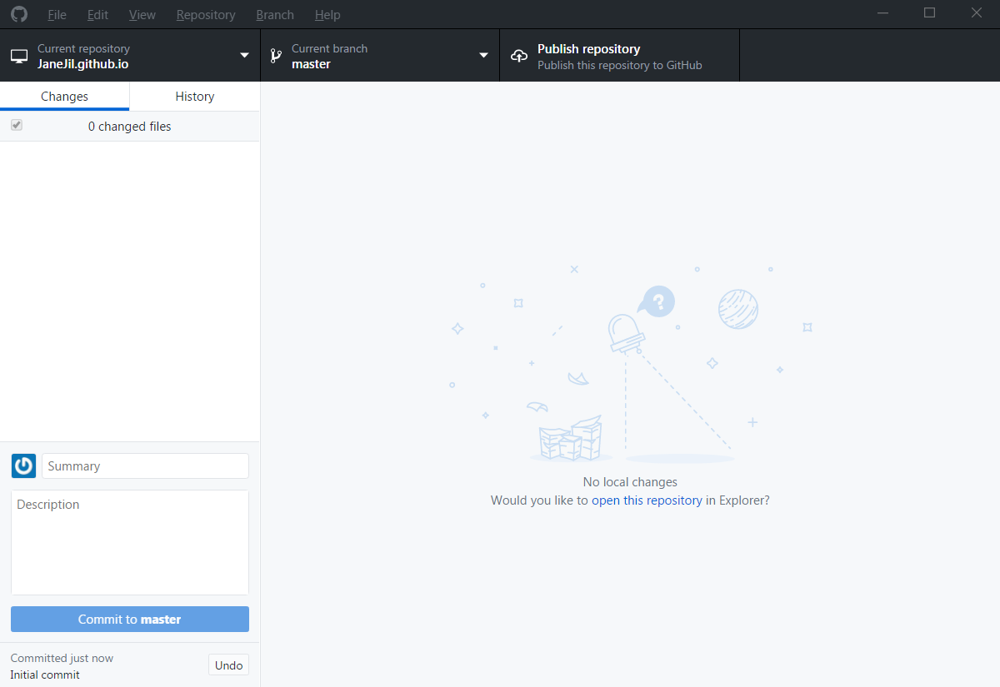 File Edit View Repository Branch Help
Current repository
JaneJil.github.io
Current branch
master
Publish repository
Publish this repository to GitHub
Changes
History
0 changed files
?
No local changes
Would you like to open this repository in Explorer?
Summary
Description
Commit to master
Committed just now
Initial commit
Undo